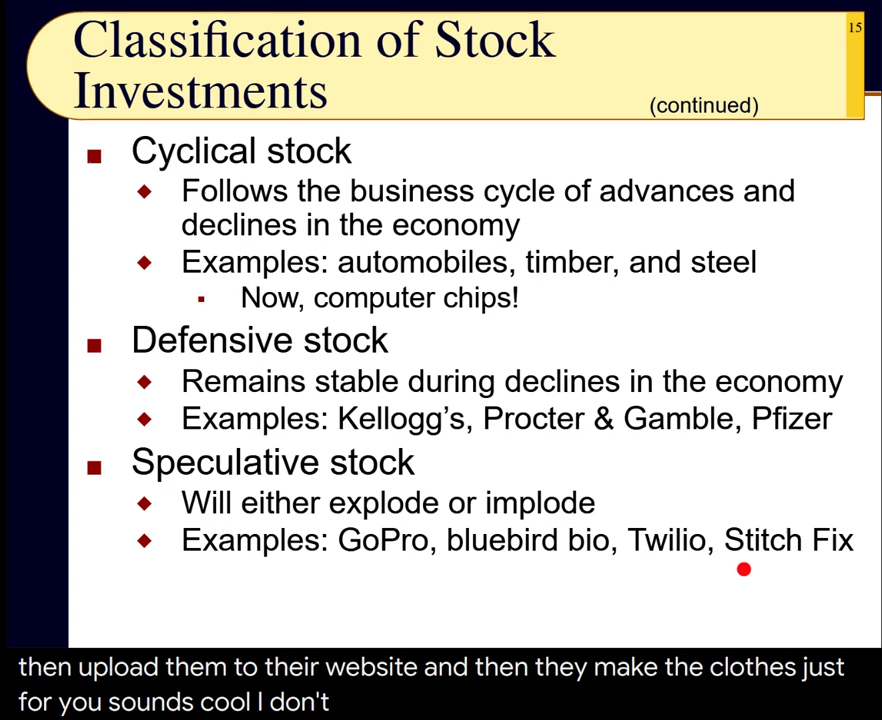 15
Classification of Stock
Investments
(continued)
Cyclical stock
Follows the business cycle of advances and
declines in the economy
Examples: automobiles, timber, and steel
Now, computer chips!
Defensive stock
Remains stable during declines in the economy
Examples: Kellogg’s, Procter & Gamble, Pfizer
Speculative stock
Will either explode or implode
Examples: GoPro, bluebird bio, Twilio, Stitch Fix
then upload them to their website and then they make the clothes just
for you sounds cool I don't